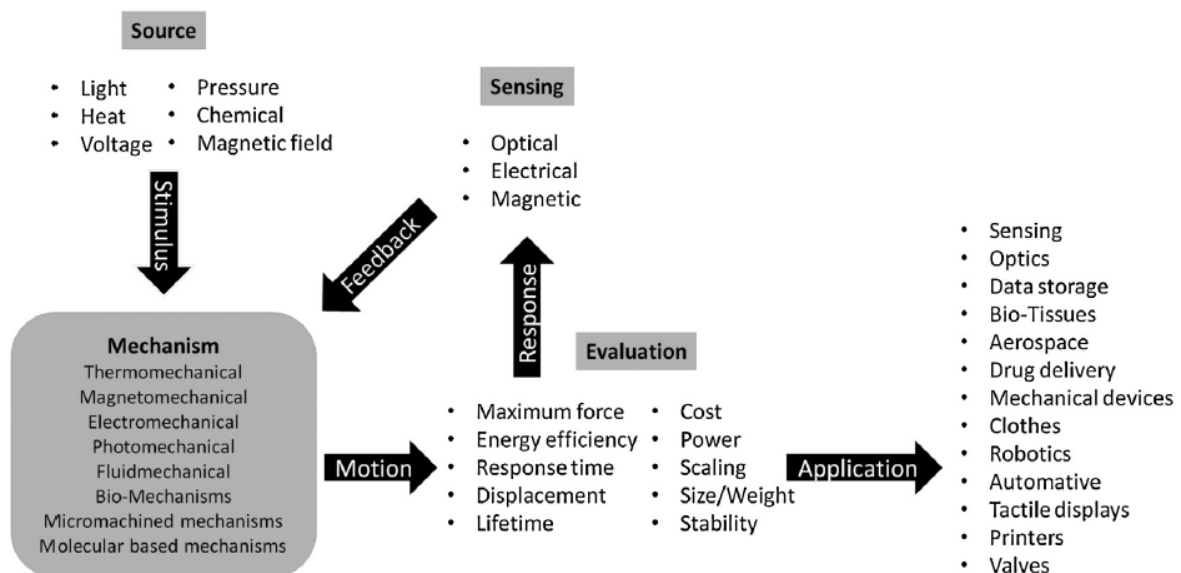 Source
• Light
• Heat
• Voltage
• Pressure
• Chemical
• Magnetic field
Stimulus
Sensing
• Optical
• Electrical
• Magnetic
Feedback
Response
Mechanism
Thermomechanical
Magnetomechanical
Electromechanical
Photomechanical
Fluidmechanical
Bio-Mechanisms
Micromachined mechanisms
Molecular based mechanisms
Motion
Evaluation
• Maximum force
• Energy efficiency
• Response time
• Displacement
• Lifetime
• Cost
• Power
• Scaling
• Size/Weight
• Stability
Application
• Sensing
• Optics
• Data storage
• Bio-Tissues
• Aerospace
• Drug delivery
• Mechanical devices
• Clothes
• Robotics
• Automative
• Tactile displays
• Printers
• Valves